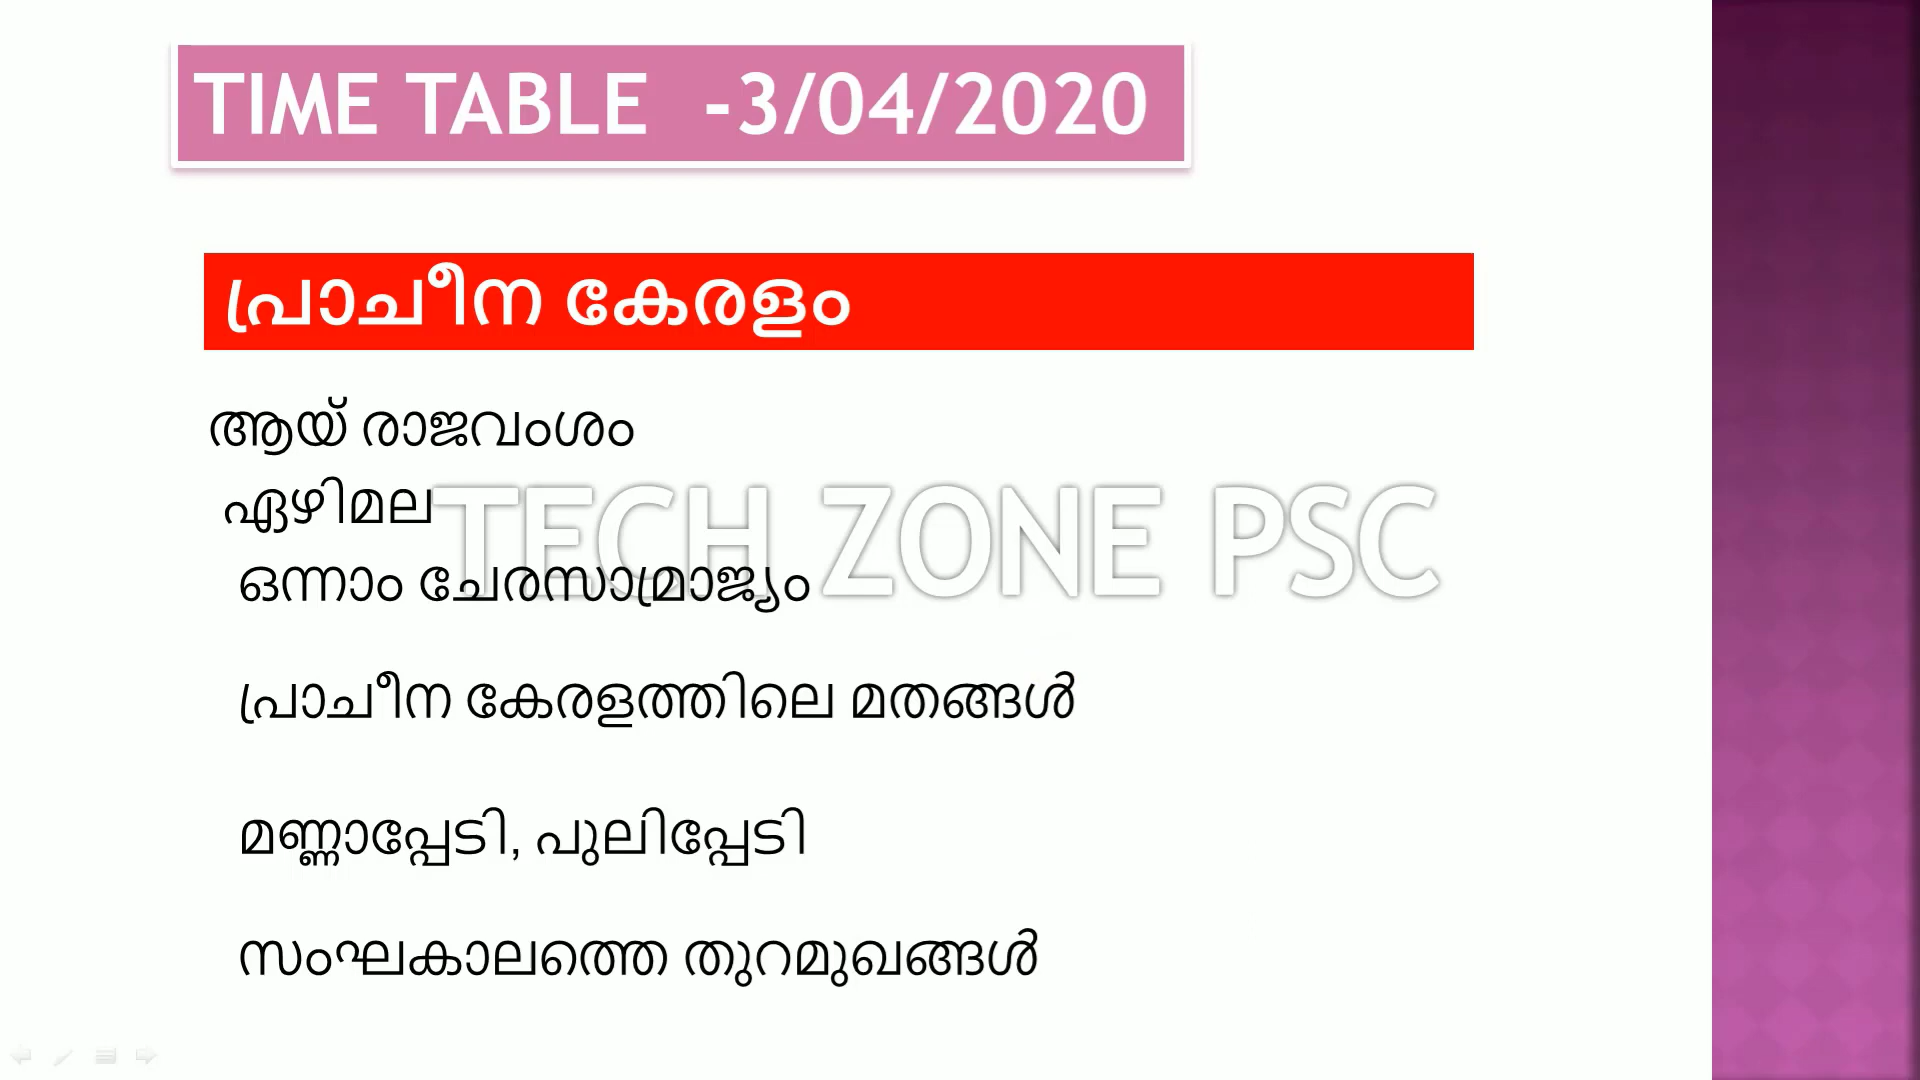 TIME TABLE -3/04/2020
പ്രാചീന കേരളം
ആയ് രാജവംശം
ഏഴിമല
TECH ZONE PSC
ഒന്നാം ചേരസാമ്രാജ്യം
പ്രാചീന കേരളത്തിലെ മതങ്ങൾ
മണ്ണാപ്പേടി, പുലിപ്പേടി
സംഘകാലത്തെ തുറമുഖങ്ങൾ